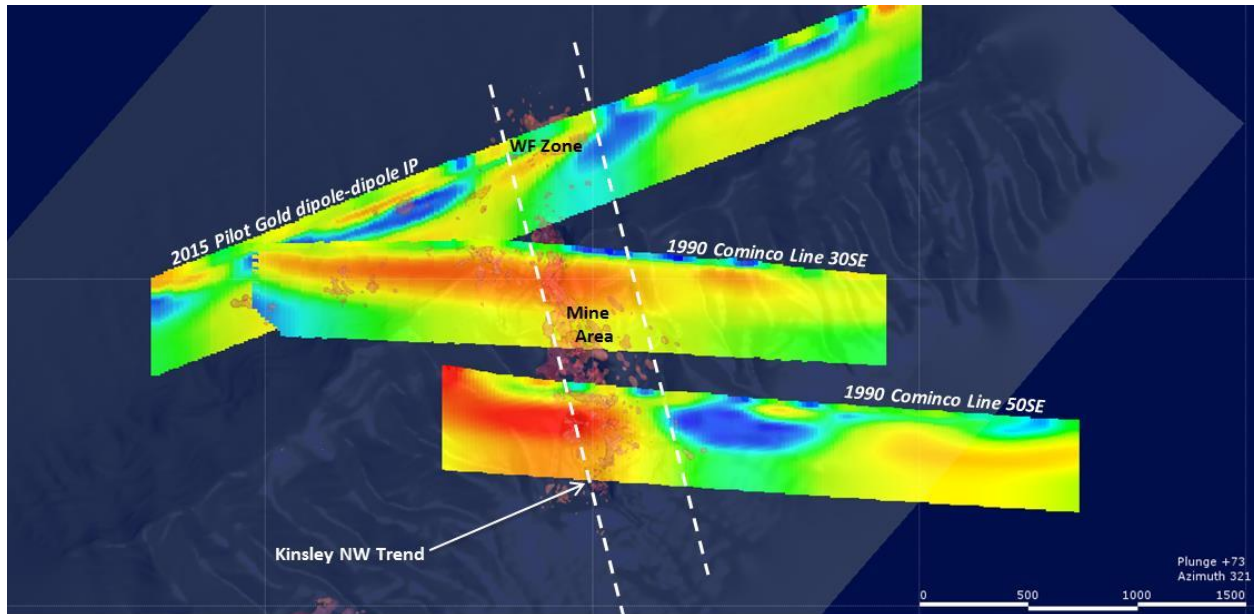 WF Zone
2015 Pilot Gold dipole-dipole IP
1990 Cominco Line 30SE
Mine
Area
1990 Cominco Line 50SE
Kinsley NW Trend
Plunge +73
Azimuth 321
0 500 1000 1500